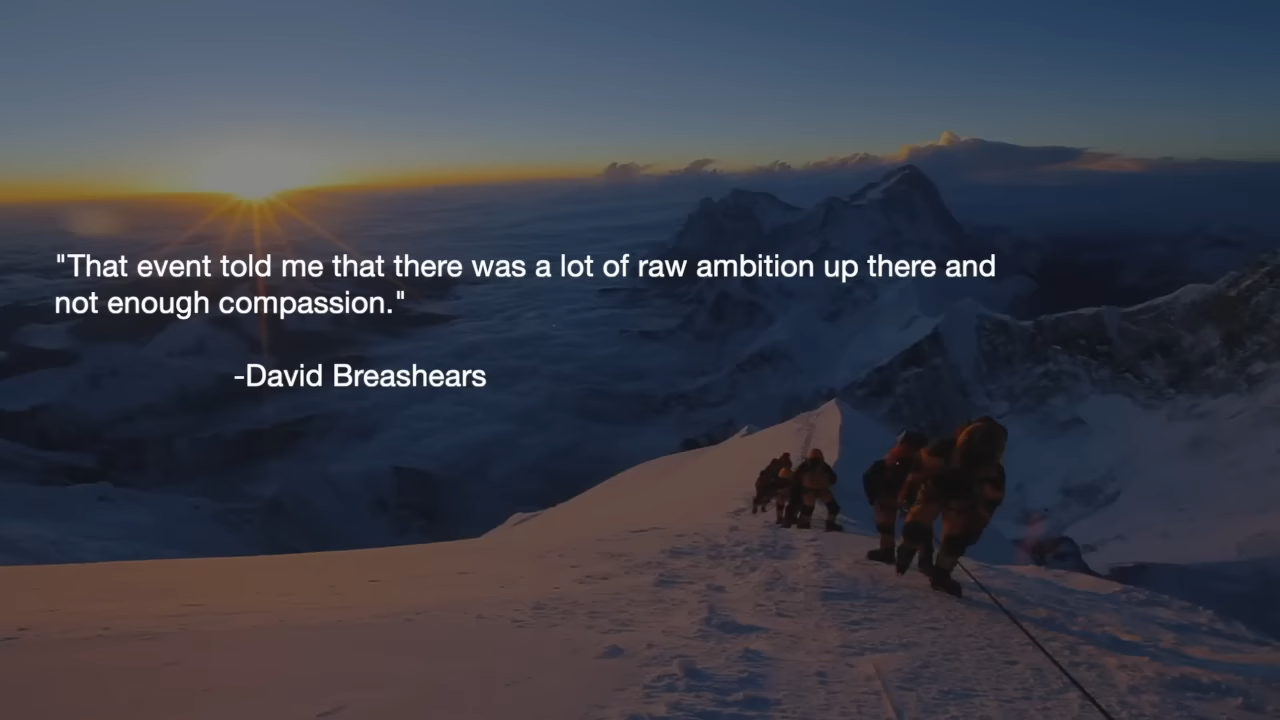 "That event told me that there was a lot of raw ambition up there and
not enough compassion."
-David Breashears